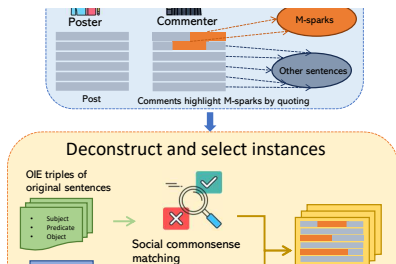 Poster
Commenter
M-sparks
Other sentences
Post
Comments highlight M-sparks by quoting
Deconstruct and select instances
OIE triples of
original sentences
• Subject
• Predicate
• Object
Social commonsense
matching